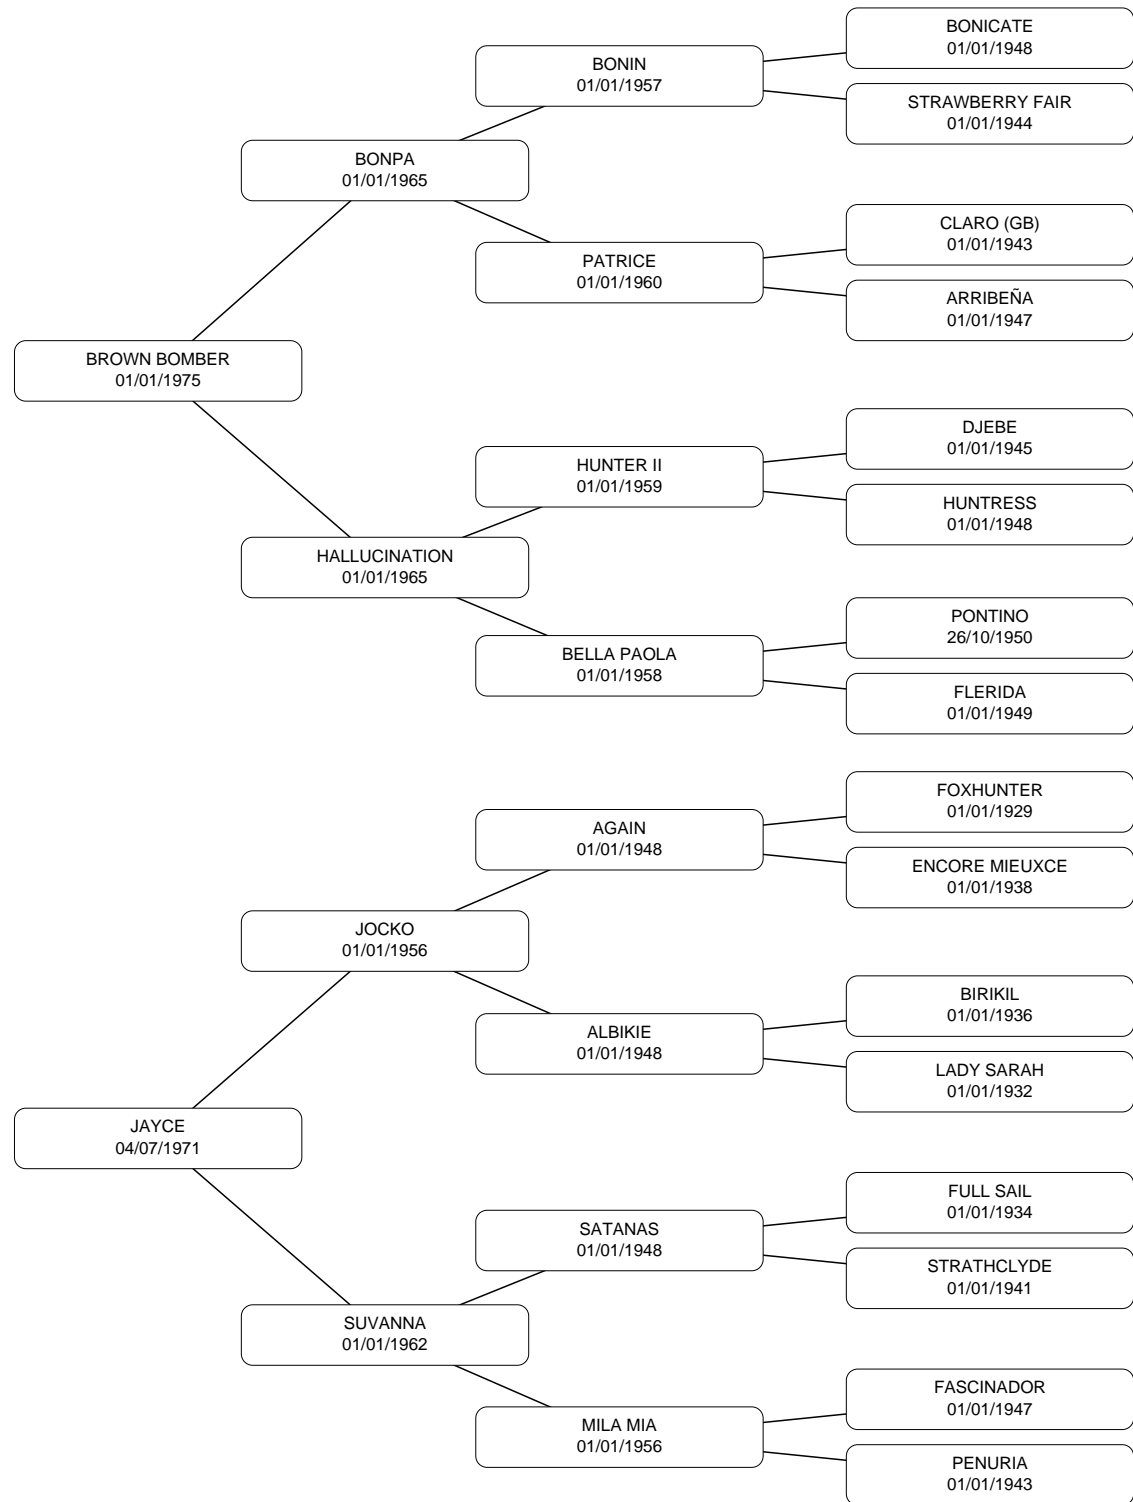 BONICATE
01/01/1948
BONIN
01/01/1957
STRAWBERRY FAIR
01/01/1944
BONPA
01/01/1965
CLARO (GB)
01/01/1943
PATRICE
01/01/1960
ARRIBEÑA
01/01/1947
BROWN BOMBER
01/01/1975
DJEBE
01/01/1945
HUNTER II
01/01/1959
HUNTRESS
01/01/1948
HALLUCINATION
01/01/1965
PONTINO
26/10/1950
BELLA PAOLA
01/01/1958
FLERIDA
01/01/1949
FOXHUNTER
01/01/1929
AGAIN
01/01/1948
ENCORE MIEUXCE
01/01/1938
JOCKO
01/01/1956
BIRIKIL
01/01/1936
ALBIKIE
01/01/1948
LADY SARAH
01/01/1932
JAYCE
04/07/1971
FULL SAIL
01/01/1934
SATANAS
01/01/1948
STRATHCLYDE
01/01/1941
SUVANNA
01/01/1962
FASCINADOR
01/01/1947
MILA MIA
01/01/1956
PENURIA
01/01/1943